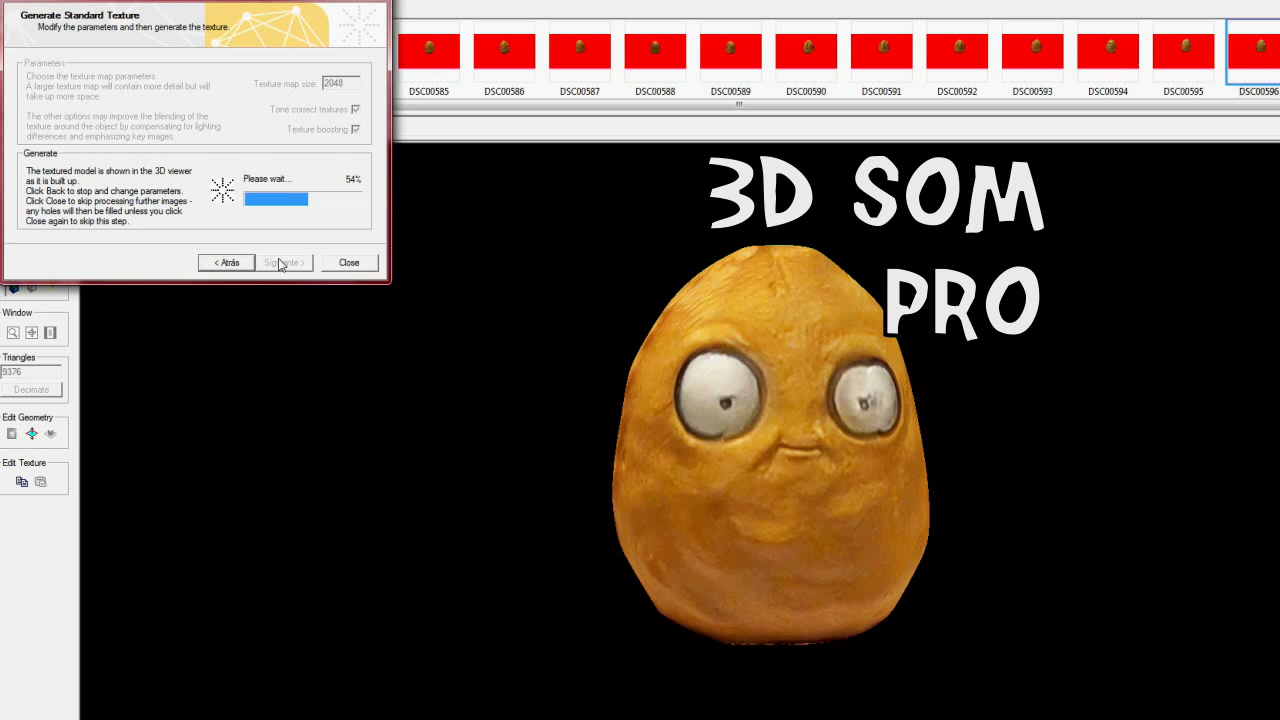 Generate Standard Texture
Modify the parameters and then generate the texture.
Parameters
Choose the texture map parameters.
A larger texture map will contain more detail but will
take up more space.
Texture map size: 2048
Tone correct textures
The other options may improve the blending of the
texture around the object by compensating for lighting
differences and emphasizing key images.
Texture boosting
Generate
The textured model is shown in the 3D viewer
as it is built up.
Click Back to stop and change parameters.
Click Close to skip processing further images -
any holes will then be filled unless you click
Close again to skip this step.
Please wait... 54%
< Atrás
Siguiente >
Close
DSC00585
DSC00586
DSC00587
DSC00588
DSC00589
DSC00590
DSC00591
DSC00592
DSC00593
DSC00594
DSC00595
DSC00596
3D SOM
PRO
Window
Triangles
9376
Decimate
Edit Geometry
Edit Texture